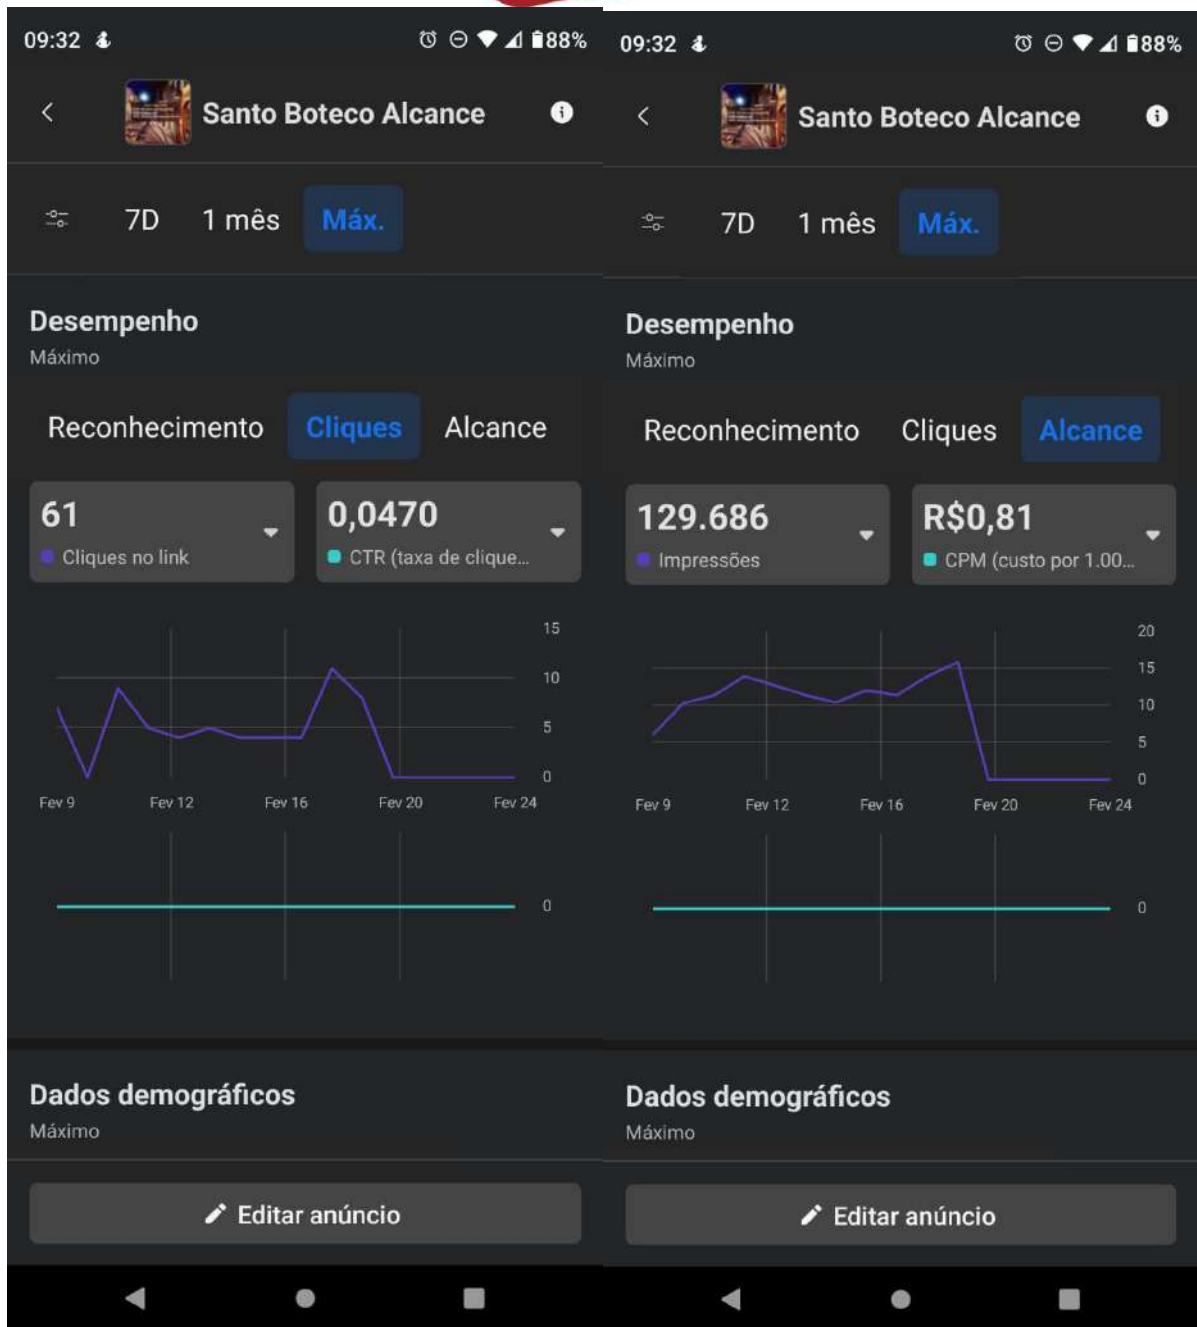 09:32 88%
Santo Boteco Alcance
7D 1 mês Máx.
Desempenho
Máximo
Reconhecimento Cliques Alcance
61 0,0470
Cliques no link CTR (taxa de clique...
15
10
5
0
Fev 9 Fev 12 Fev 16 Fev 20 Fev 24
0
Dados demográficos
Máximo
Editar anúncio
09:32 88%
Santo Boteco Alcance
7D 1 mês Máx.
Desempenho
Máximo
Reconhecimento Cliques Alcance
129.686 R$0,81
Impressões CPM (custo por 1.00...
20
15
10
5
0
Fev 9 Fev 12 Fev 16 Fev 20 Fev 24
0
Dados demográficos
Máximo
Editar anúncio